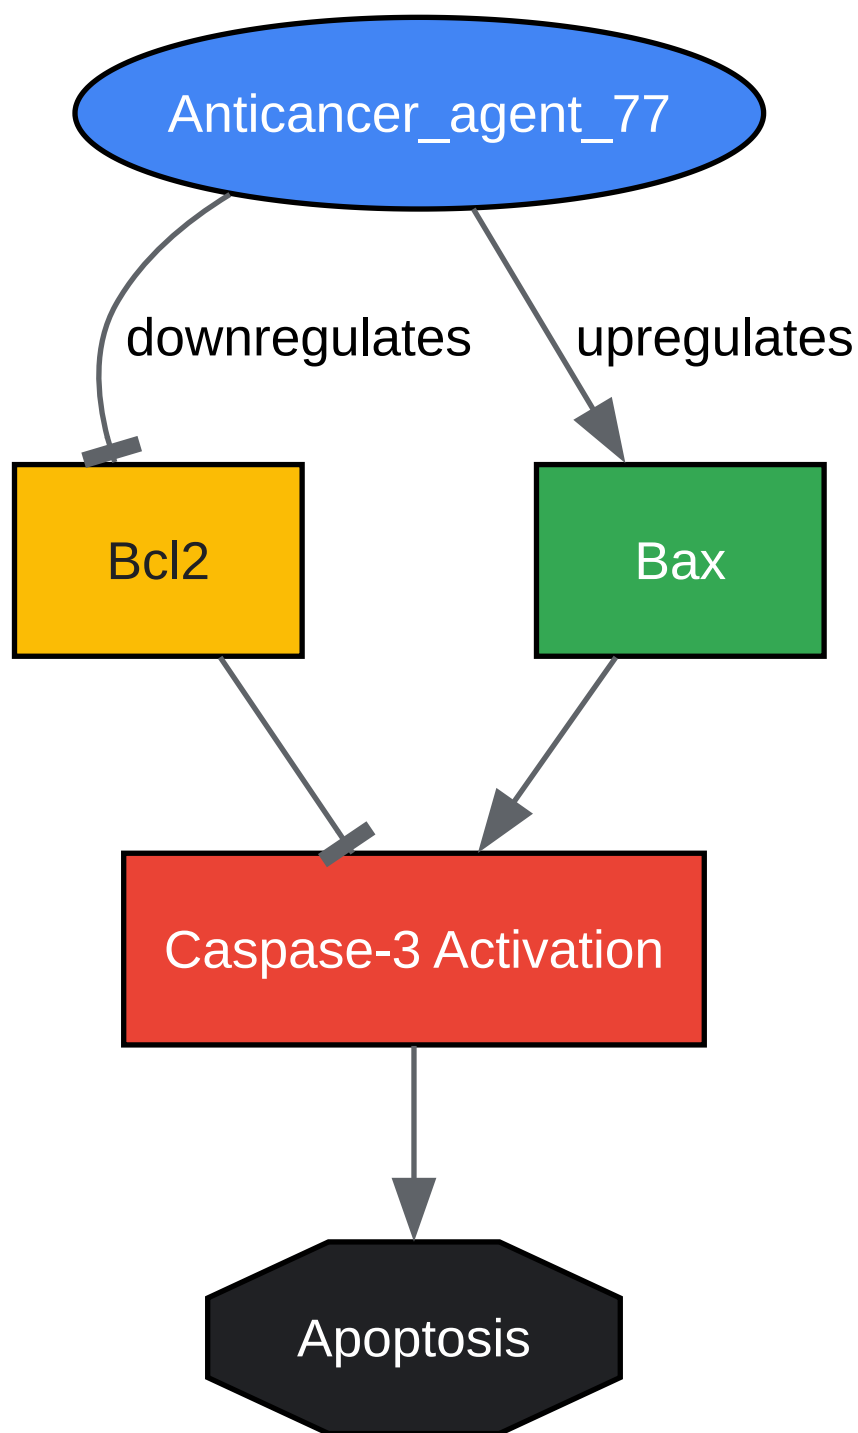 Anticancer_agent_77
downregulates
upregulates
Bcl2
Bax
Caspase-3 Activation
Apoptosis